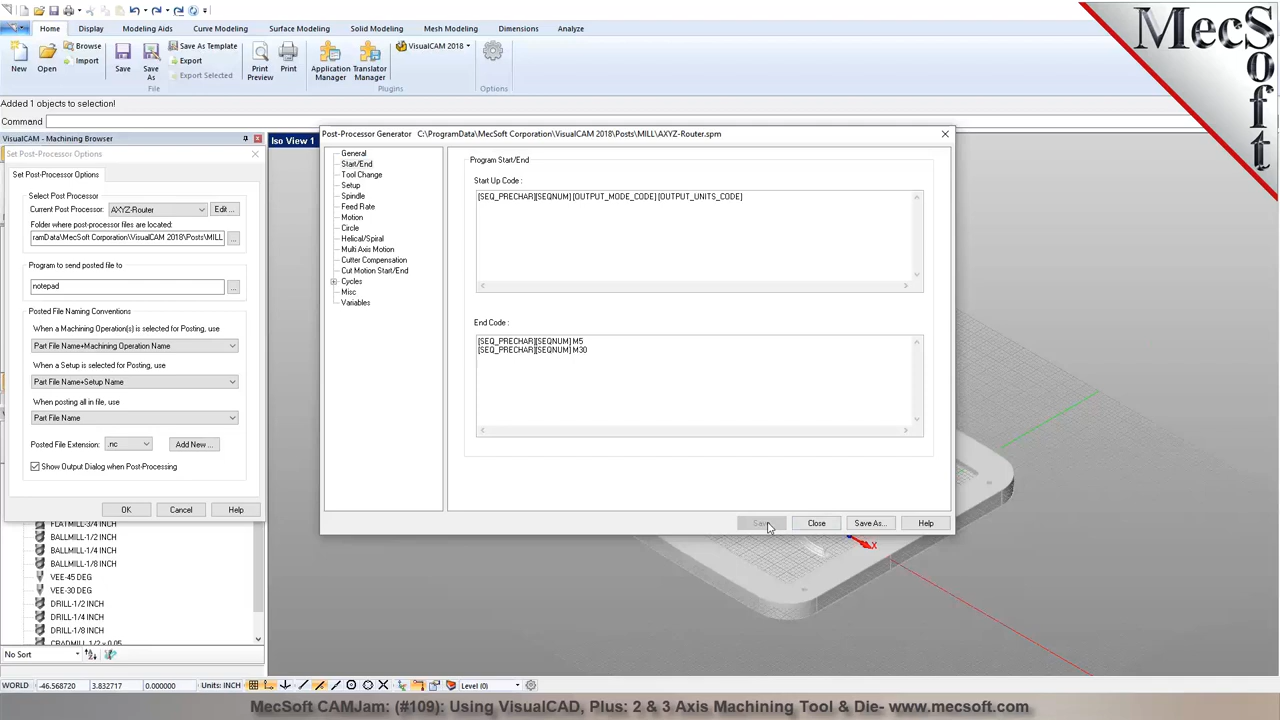 Home
Display
Modeling Aids
Curve Modeling
Surface Modeling
Solid Modeling
Mesh Modeling
Dimensions
Analyze
New
Open
Browse
Import
Save
Save As
Save As Template
Export
Export Selected
Print Preview
Print
Application Manager
Translator Manager
VisualCAM 2018
Options
File
Plugins
Options
MecSoft
Added 1 objects to selection!
Command
VisualCAM - Machining Browser
Iso View 1
Set Post-Processor Options
Set Post-Processor Options
Select Post Processor
Current Post Processor:
AXYZ-Router
Edit ...
Folder where post-processor files are located:
ramData\MecSoft Corporation\VisualCAM 2018\Posts\MILL
...
Program to send posted file to
notepad
...
Posted File Naming Conventions
When a Machining Operation(s) is selected for Posting, use
Part File Name+Machining Operation Name
When a Setup is selected for Posting, use
Part File Name+Setup Name
When posting all in file, use
Part File Name
Posted File Extension:
.nc
Add New ...
Show Output Dialog when Post-Processing
OK
Cancel
Help
FLATMILL-3/4 INCH
BALLMILL-1/2 INCH
BALLMILL-1/4 INCH
BALLMILL-1/8 INCH
VEE-45 DEG
VEE-30 DEG
DRILL-1/2 INCH
DRILL-1/4 INCH
DRILL-1/8 INCH
No Sort
Post-Processor Generator C:\ProgramData\MecSoft Corporation\VisualCAM 2018\Posts\MILL\AXYZ-Router.spm
General
Start/End
Tool Change
Setup
Spindle
Feed Rate
Motion
Circle
Helical/Spiral
Multi Axis Motion
Cutter Compensation
Cut Motion Start/End
Cycles
Misc
Variables
Program Start/End
Start Up Code :
[SEQ_PRECHAR][SEQNUM] [OUTPUT_MODE_CODE] [OUTPUT_UNITS_CODE]
End Code :
[SEQ_PRECHAR][SEQNUM] M5
[SEQ_PRECHAR][SEQNUM] M30
Save
Close
Save As...
Help
X
WORLD
-46.568720
3.832717
0.000000
Units: INCH
Level (0)
MecSoft CAMJam: (#109): Using VisualCAD, Plus: 2 & 3 Axis Machining Tool & Die- www.mecsoft.com